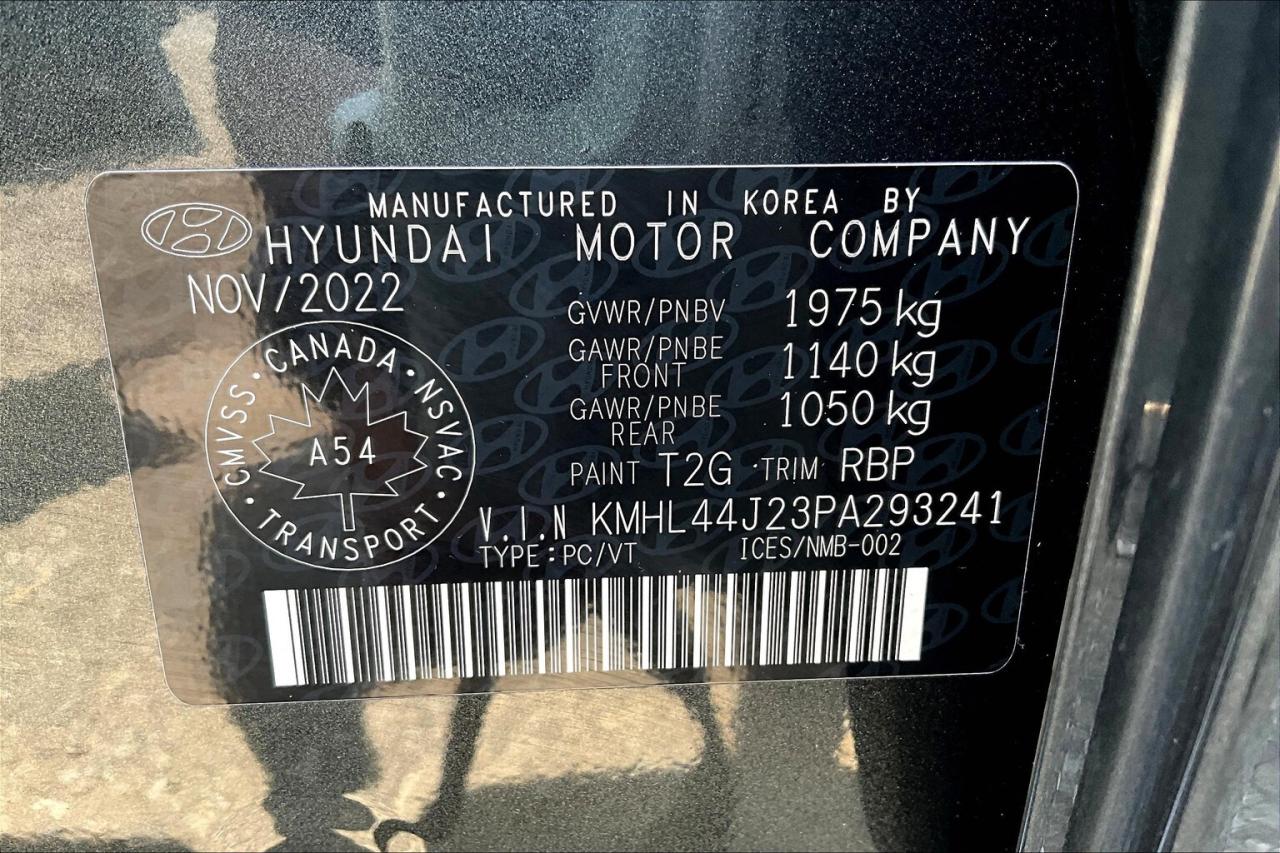 MANUFACTURED IN KOREA BY
HYUNDAI MOTOR COMPANY
NOV/2022
GVWR/PNBV 1975 kg
GAWR/PNBE FRONT 1140 kg
GAWR/PNBE REAR 1050 kg
PAINT T2G TRIM RBP
V.I.N KMHL44J23PA293241
TYPE:PC/VT ICES/NMB-002
CANADA · NSVAC · TRANSPORT · CMVSS ·
A54